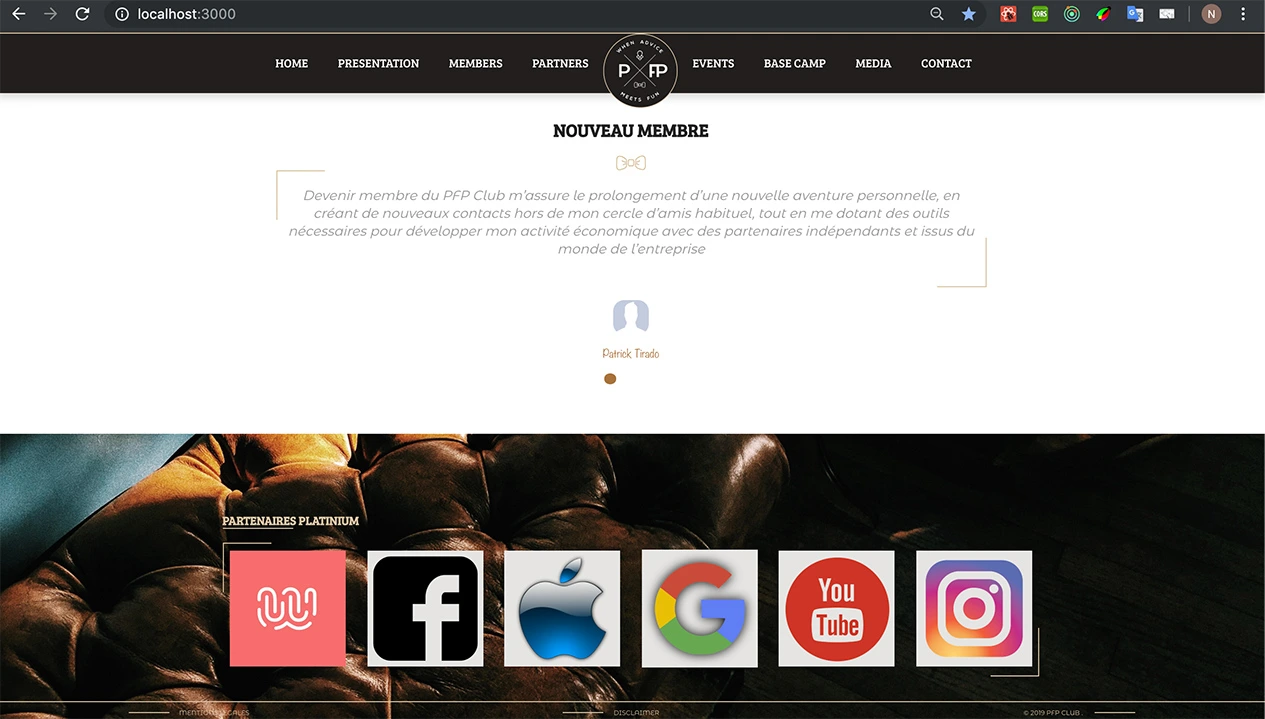 localhost:3000
CORS
G
N
HOME PRESENTATION MEMBERS PARTNERS EVENTS BASE CAMP MEDIA CONTACT
WHEN ADVICE
P FP
MEETS FUN
NOUVEAU MEMBRE
Devenir membre du PFP Club m’assure le prolongement d’une nouvelle aventure personnelle, en
créant de nouveaux contacts hors de mon cercle d’amis habituel, tout en me dotant des outils
nécessaires pour développer mon activité économique avec des partenaires indépendants et issus du
monde de l’entreprise
Patrick Tirado
PARTENAIRES PLATINIUM
f
G
You
Tube
MENTIONS LEGALES DISCLAIMER © 2019 PFP CLUB .